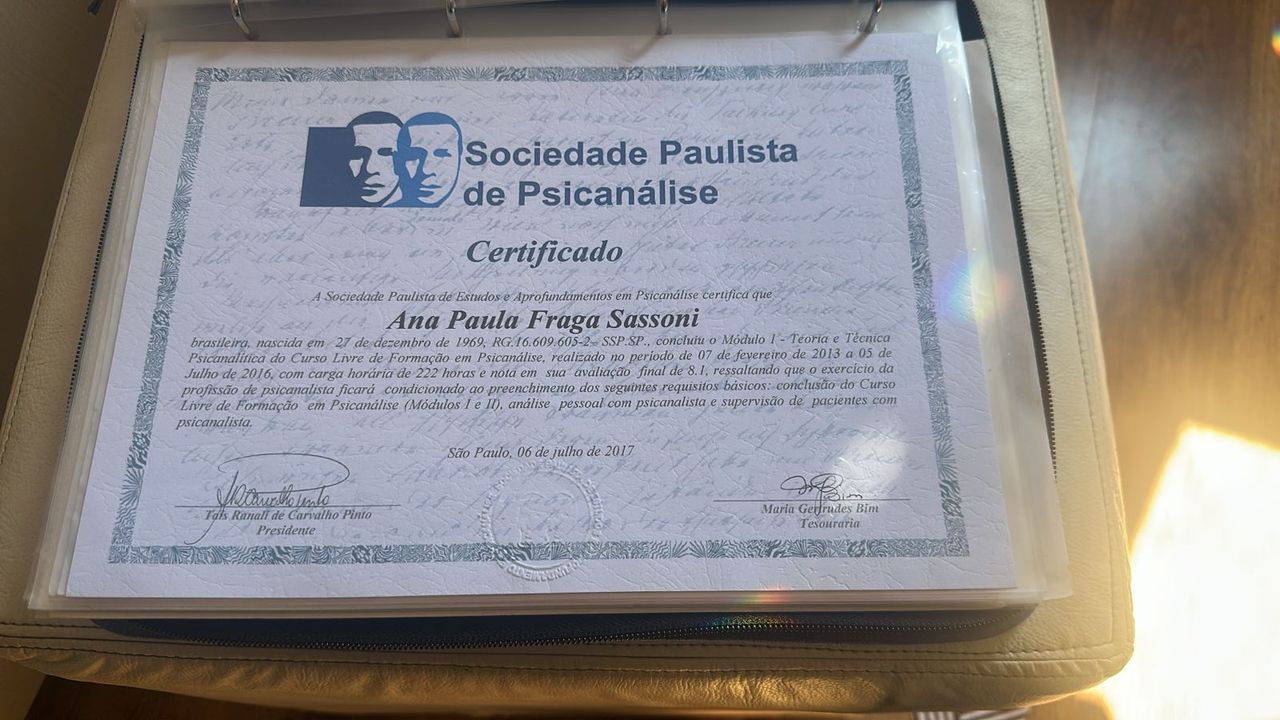 Sociedade Paulista
de Psicanálise
Certificado
A Sociedade Paulista de Estudos e Aprofundamentos em Psicanálise certifica que
Ana Paula Fraga Sassoni
brasileira, nascida em 27 de dezembro de 1969, RG 16.609.605-2- SSP.SP., concluiu o Módulo I - Teoria e Técnica
Psicanalítica do Curso Livre de Formação em Psicanálise, realizado no período de 07 de fevereiro de 2013 a 05 de
Julho de 2016, com carga horária de 222 horas e nota em sua avaliação final de 8.1, ressaltando que o exercício da
profissão de psicanalista ficará condicionado ao preenchimento dos seguintes requisitos básicos: conclusão do Curso
Livre de Formação em Psicanálise (Módulos I e II), análise pessoal com psicanalista e supervisão de pacientes com
psicanalista.
São Paulo, 06 de julho de 2017
Taís Ranali de Carvalho Pinto
Presidente
Maria Gertrudes Bim
Tesouraria